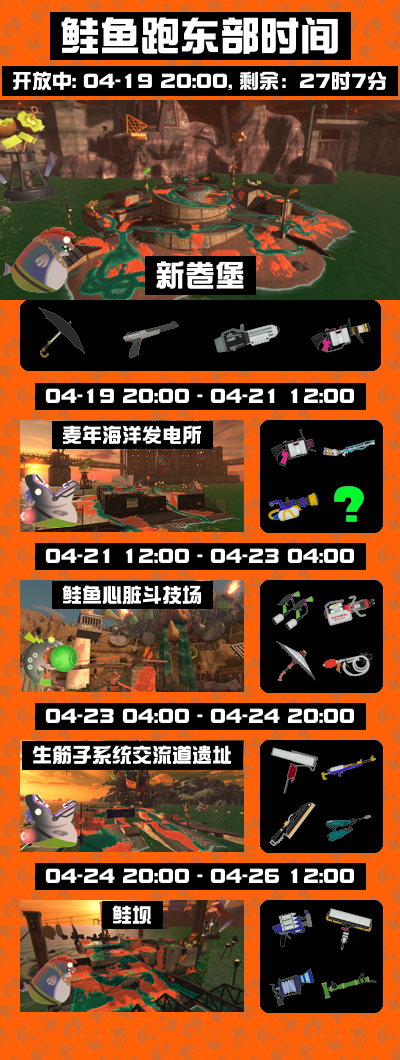 鲑鱼跑东部时间
开放中: 04-19 20:00, 剩余: 27时7分
新卷堡
04-19 20:00 - 04-21 12:00
麦年海洋发电所
?
04-21 12:00 - 04-23 04:00
鲑鱼心脏斗技场
04-23 04:00 - 04-24 20:00
生筋子系统交流道遗址
04-24 20:00 - 04-26 12:00
鲑坝